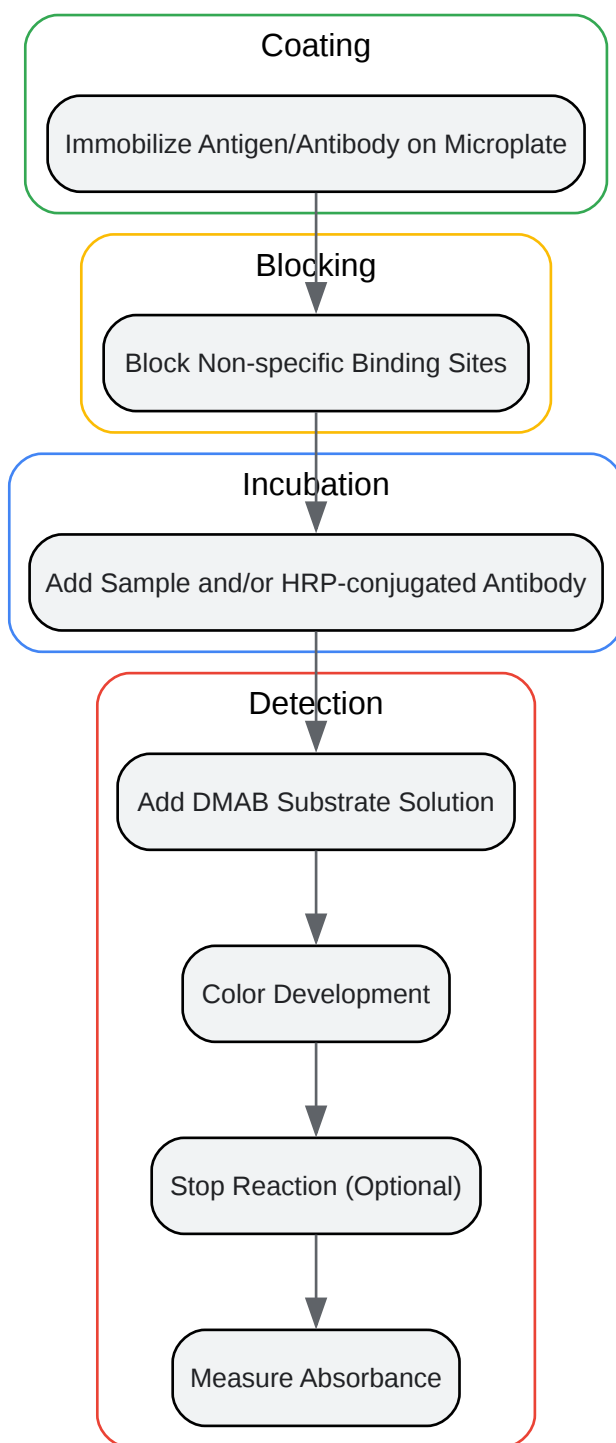 Coating
Immobilize Antigen/Antibody on Microplate
Blocking
Block Non-specific Binding Sites
Incubation
Add Sample and/or HRP-conjugated Antibody
Detection
Add DMAB Substrate Solution
Color Development
Stop Reaction (Optional)
Measure Absorbance